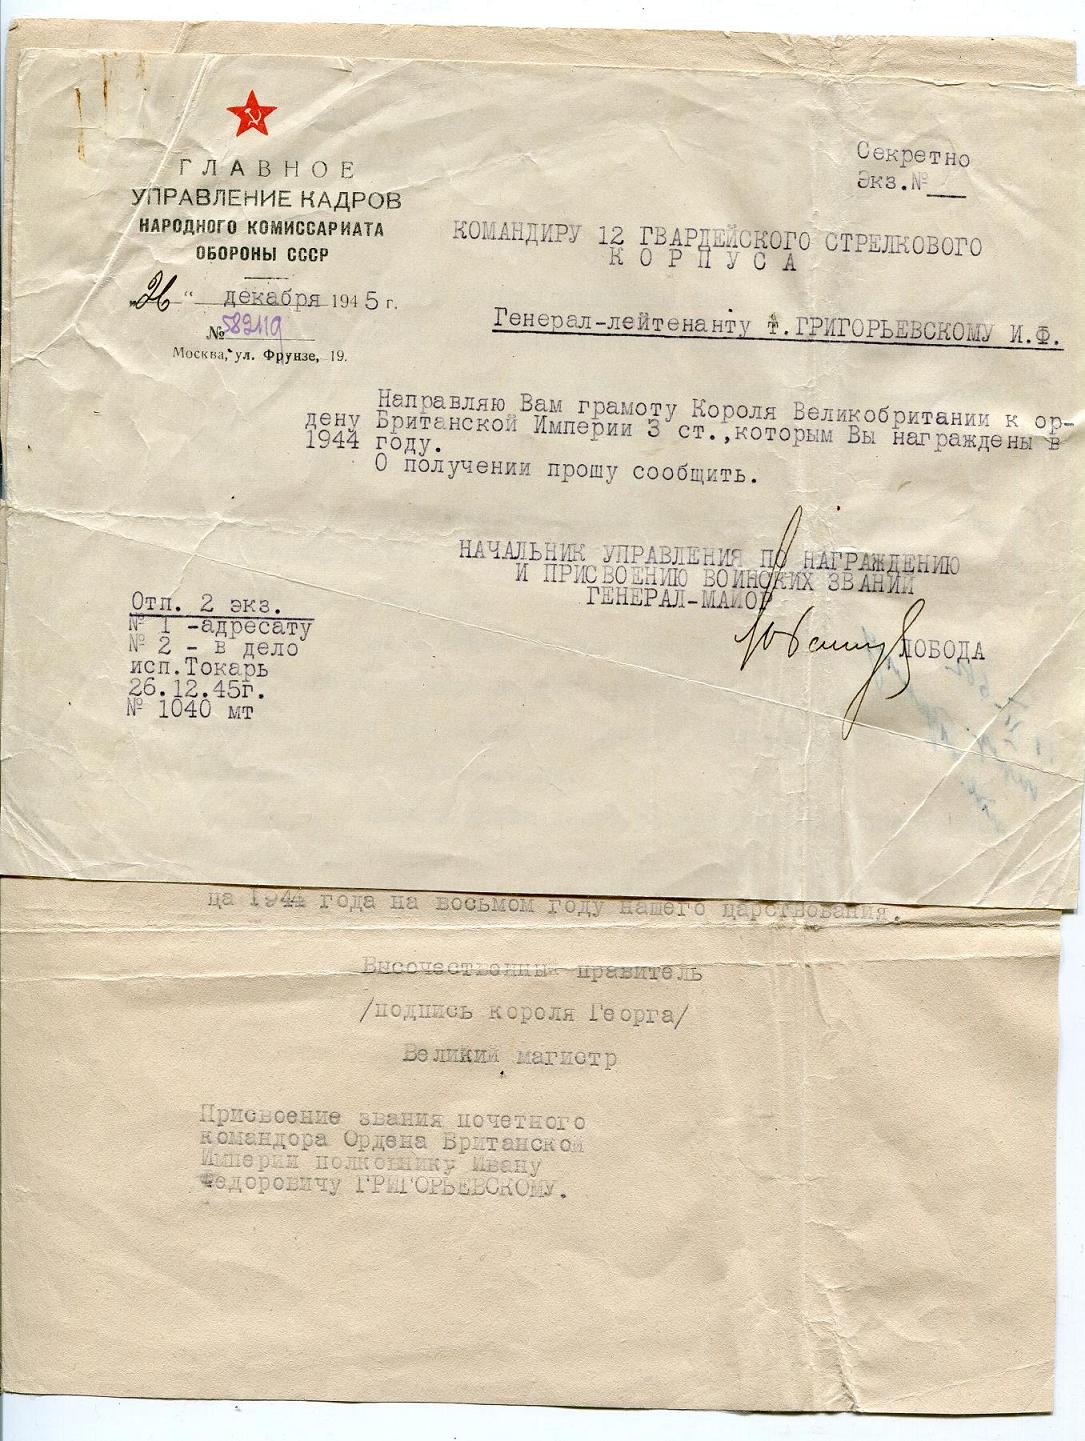 ГЛАВНОЕ
УПРАВЛЕНИЕ КАДРОВ
НАРОДНОГО КОМИССАРИАТА
ОБОРОНЫ СССР
„26“ декабря 1945 г.
№ 582119
Москва, ул. Фрунзе, 19.
Секретно
Экз.№
КОМАНДИРУ 12 ГВАРДЕЙСКОГО СТРЕЛКОВОГО
КОРПУСА
Генерал-лейтенанту т.ГРИГОРЬЕВСКОМУ И.Ф.
Направляю Вам грамоту Короля Великобритании к ор-
дену Британской Империи 3 ст.,которым Вы награждены в
1944 году.
О получении прошу сообщить.
НАЧАЛЬНИК УПРАВЛЕНИЯ ПО НАГРАЖДЕНИЮ
И ПРИСВОЕНИЮ ВОИНСКИХ ЗВАНИЙ
ГЕНЕРАЛ-МАЙОР
ЛОБОДА
Отп. 2 экз.
№ 1 -адресату
№ 2 - в дело
исп.Токарь
26.12.45г.
№ 1040 мт
ца 1944 года на восьмом году нашего царствования.
Высочественный правитель
/подпись короля Георга/
Великий магистр
Присвоение звания почетного
командора Ордена Британской
Империи полковнику Ивану
Федоровичу ГРИГОРЬЕВСКОМУ.